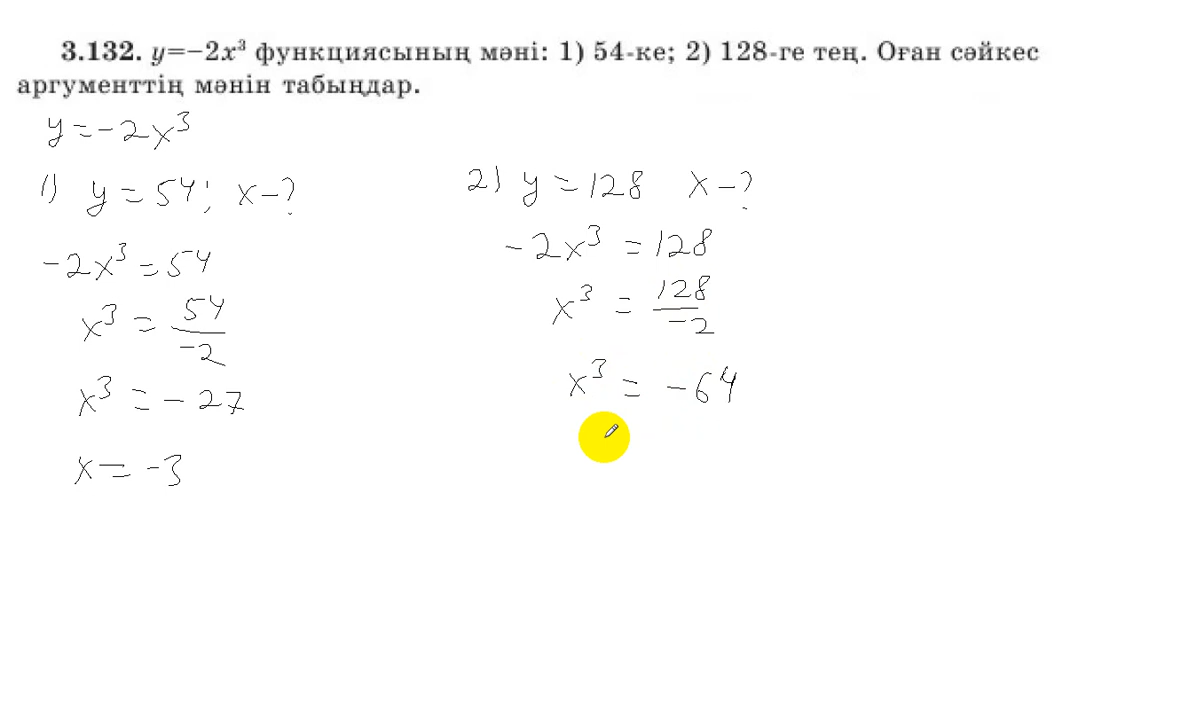 3.132. y=−2x³ функциясының мәні: 1) 54-ке; 2) 128-ге тең. Оған сәйкес
аргументтің мәнін табыңдар.
y=-2x³
1) y=54; x-?
-2x³=54
x³=54/-2
x³=-27
x=-3
2) y=128 x-?
-2x³=128
x³=128/-2
x³=-64